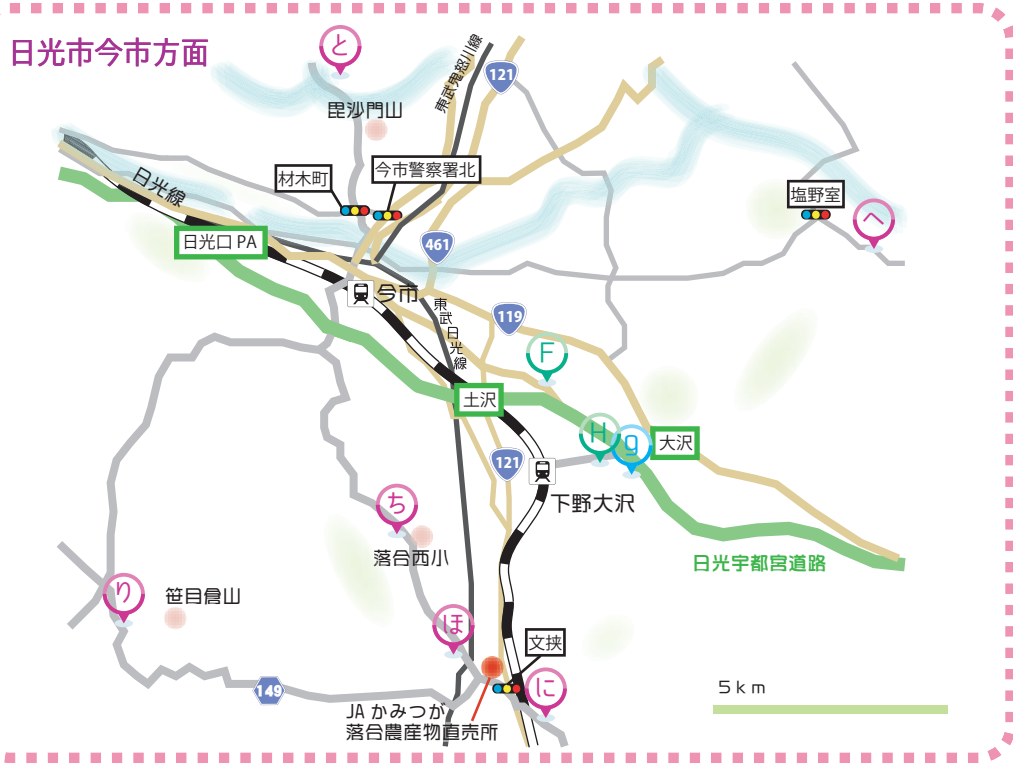 日光市今市方面
と
東武鬼怒川線
121
毘沙門山
今市警察署北
材木町
日光線
塩野室
へ
日光口 PA
461
今市
東武日光線
119
F
土沢
H
g
大沢
121
下野大沢
ち
落合西小
日光宇都宮道路
り
笹目倉山
ほ
文挟
に
149
5km
JA かみつが
落合農産物直売所